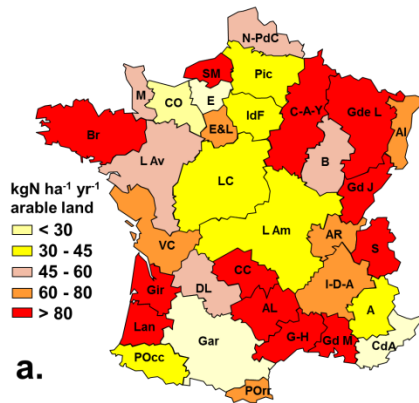 N-PdC
SM
Pic
M
CO
E
C-A-Y
Gde L
Al
IdF
E&L
Br
B
L Av
Gd J
LC
kgN ha⁻¹ yr⁻¹
arable land
< 30
30 - 45
45 - 60
60 - 80
> 80
L Am
AR
S
VC
CC
I-D-A
Gir
DL
AL
A
Lan
G-H
Gd M
Gar
CdA
POcc
POrr
a.